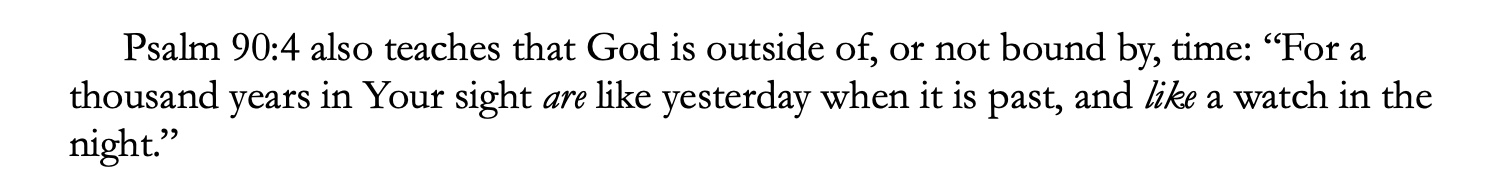 Psalm 90:4 also teaches that God is outside of, or not bound by, time: “For a
thousand years in Your sight are like yesterday when it is past, and like a watch in the
night.”